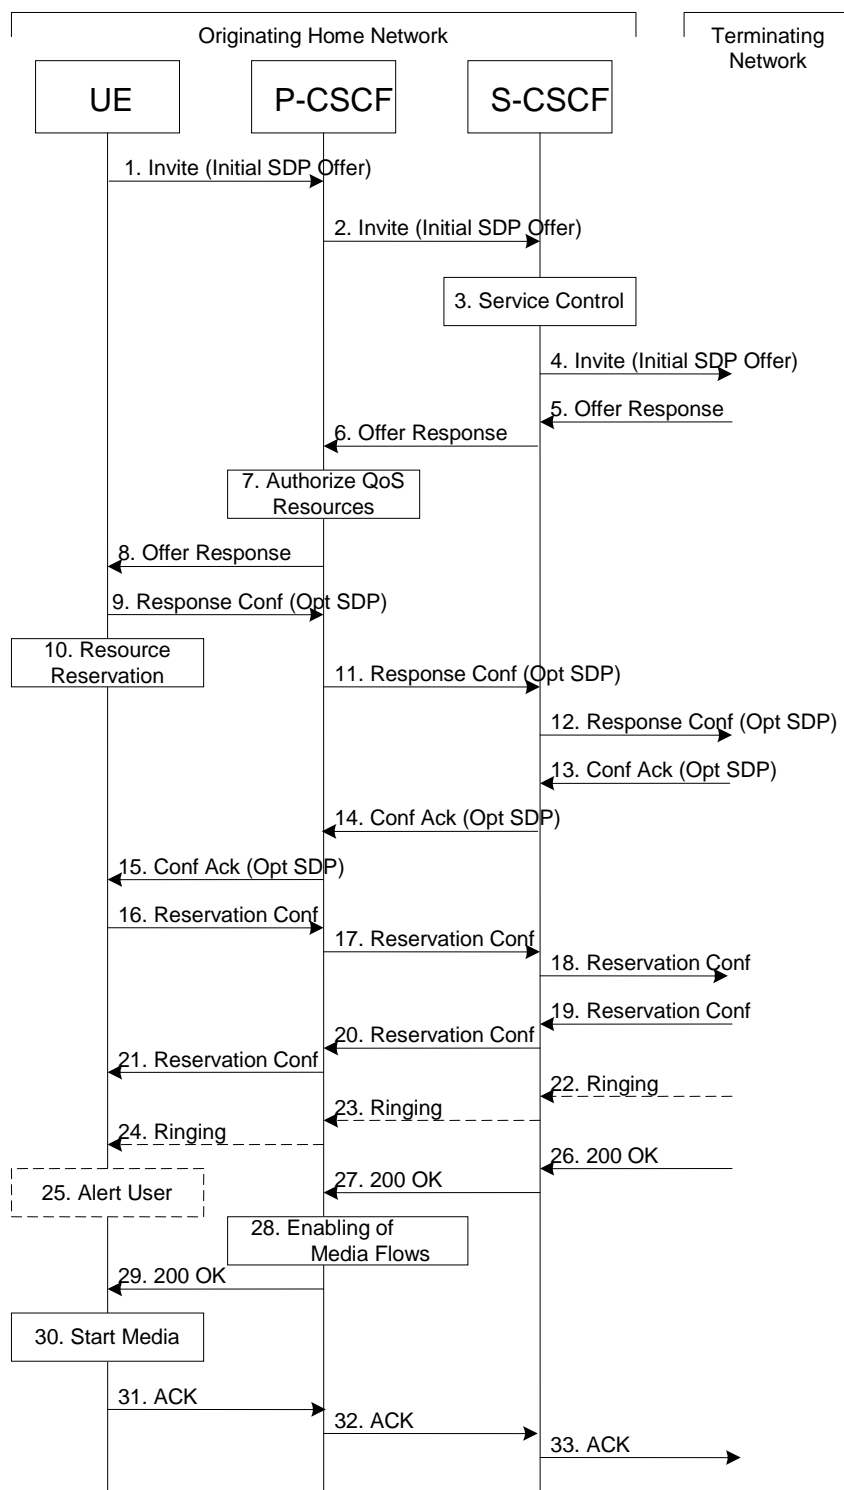 Originating Home Network
Terminating
Network
UE
P-CSCF
S-CSCF
1. Invite (Initial SDP Offer)
2. Invite (Initial SDP Offer)
3. Service Control
4. Invite (Initial SDP Offer)
5. Offer Response
6. Offer Response
7. Authorize QoS
Resources
8. Offer Response
9. Response Conf (Opt SDP)
10. Resource
Reservation
11. Response Conf (Opt SDP)
12. Response Conf (Opt SDP)
13. Conf Ack (Opt SDP)
14. Conf Ack (Opt SDP)
15. Conf Ack (Opt SDP)
16. Reservation Conf
17. Reservation Conf
18. Reservation Conf
19. Reservation Conf
20. Reservation Conf
21. Reservation Conf
22. Ringing
23. Ringing
24. Ringing
25. Alert User
26. 200 OK
27. 200 OK
28. Enabling of
Media Flows
29. 200 OK
30. Start Media
31. ACK
32. ACK
33. ACK